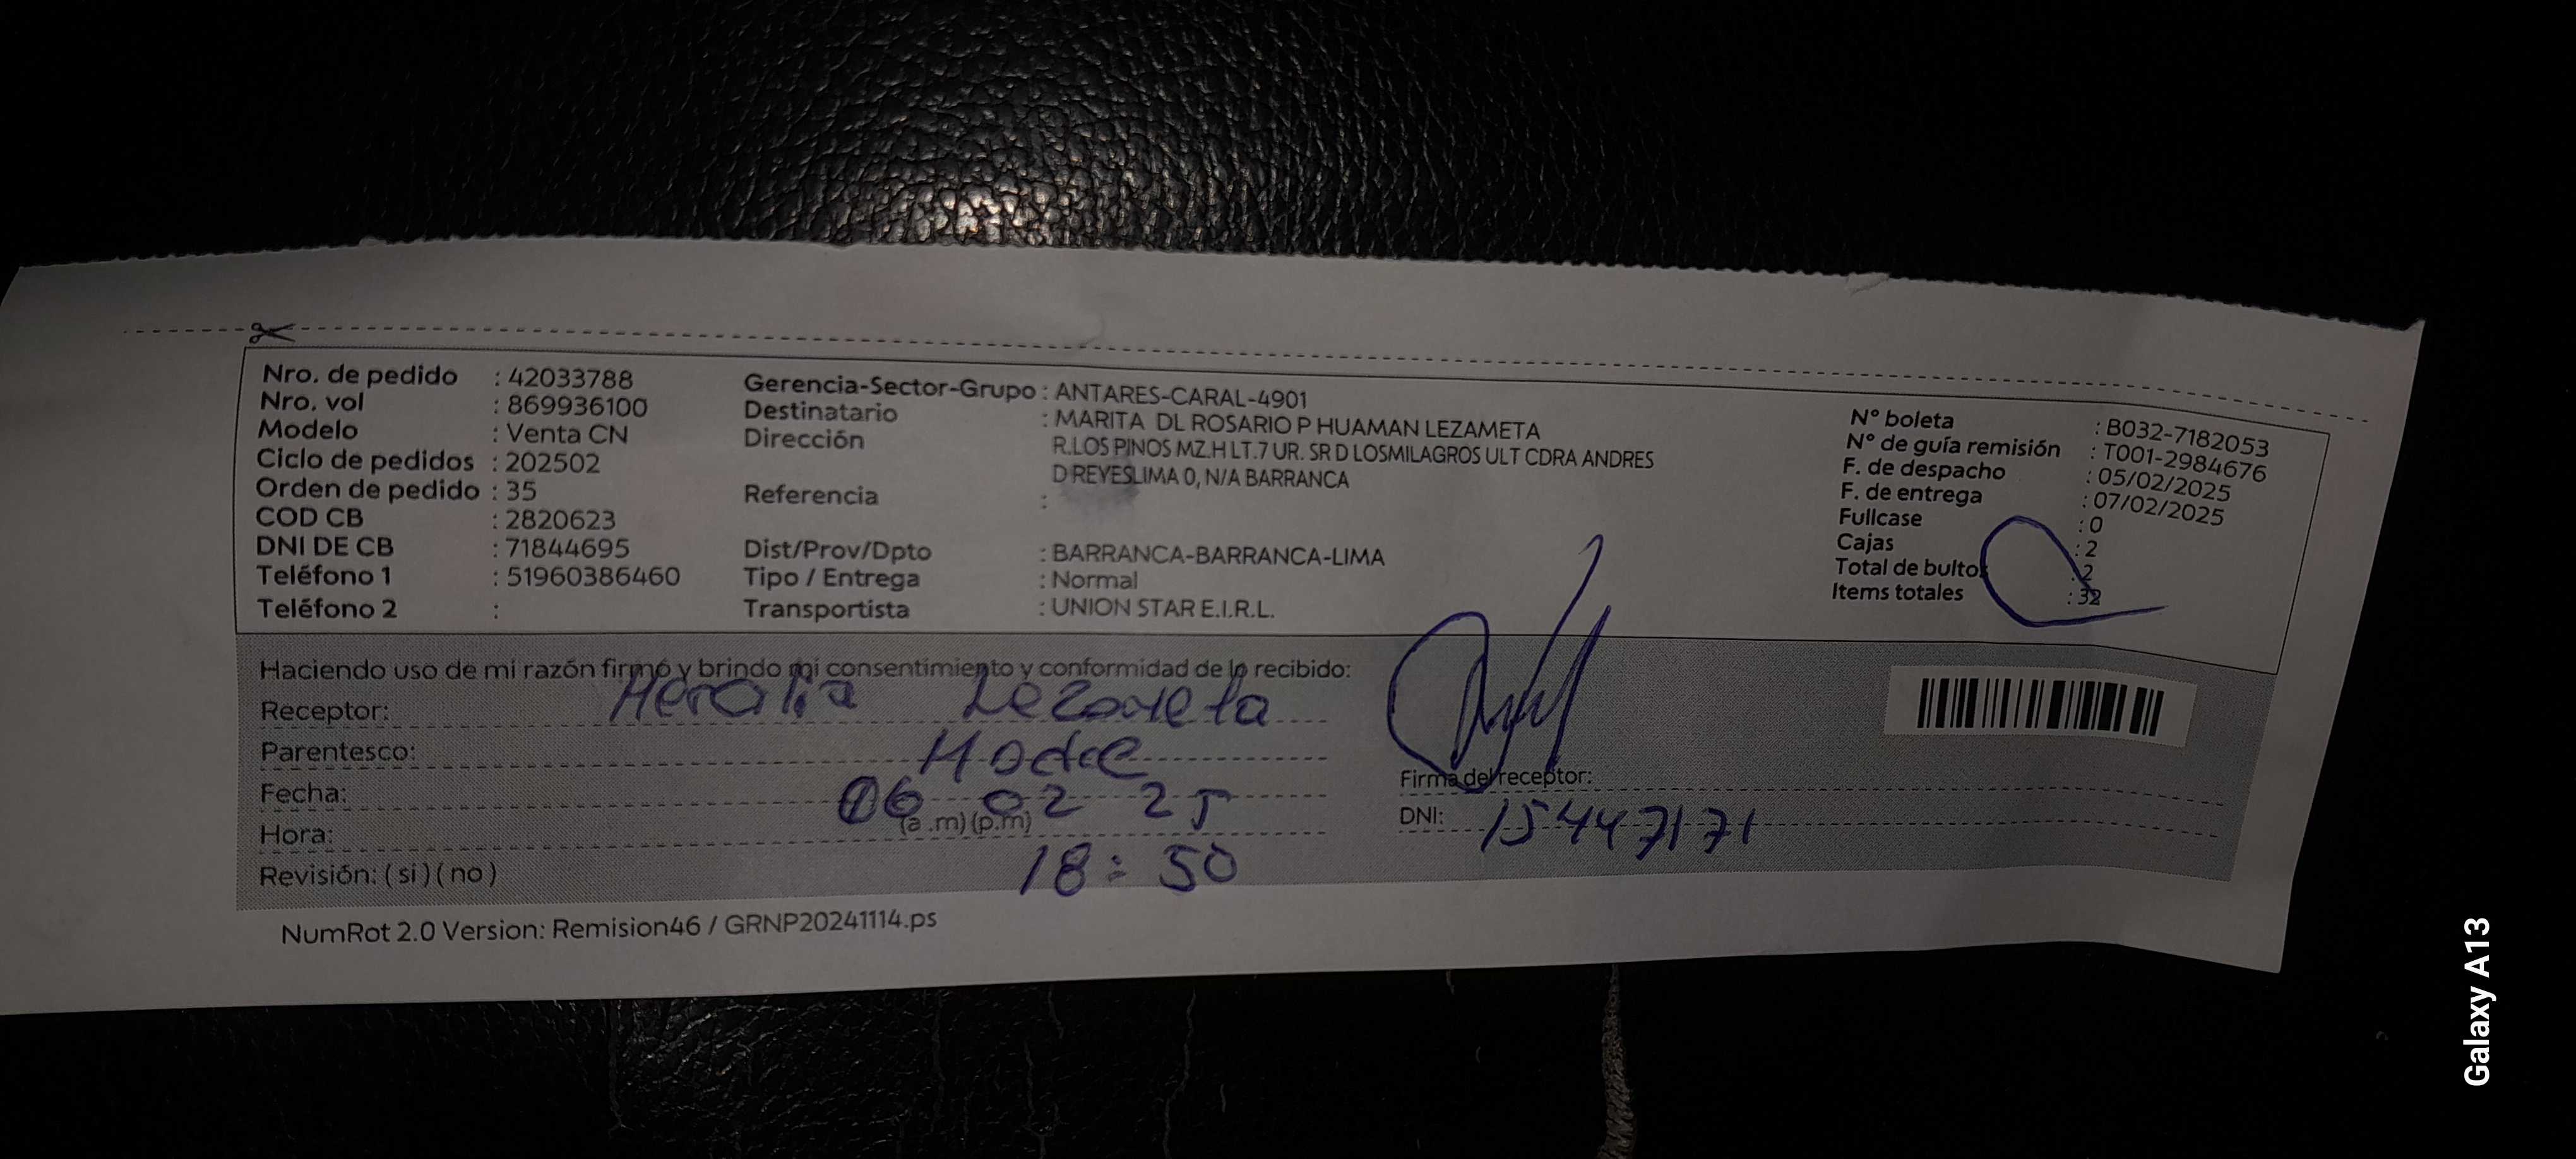 Nro. de pedido : 42033788
Nro. vol : 869936100
Modelo : Venta CN
Ciclo de pedidos : 202502
Orden de pedido : 35
COD CB : 2820623
DNI DE CB : 71844695
Teléfono 1 : 51960386460
Teléfono 2 :
Gerencia-Sector-Grupo : ANTARES-CARAL-4901
Destinatario : MARITA DL ROSARIO P HUAMAN LEZAMETA
Dirección R.LOS PINOS MZ.H LT.7 UR. SR D LOSMILAGROS ULT CDRA ANDRES
D REYESLIMA 0, N/A BARRANCA
Referencia :
Dist/Prov/Dpto : BARRANCA-BARRANCA-LIMA
Tipo / Entrega : Normal
Transportista : UNION STAR E.I.R.L.
N° boleta : B032-7182053
N° de guía remisión : T001-2984676
F. de despacho : 05/02/2025
F. de entrega : 07/02/2025
Fullcase : 0
Cajas : 2
Total de bultos : 2
Items totales : 32
Haciendo uso de mi razón firmó y brindo mi consentimiento y conformidad de lo recibido:
Receptor: Lezameta
Parentesco: Madre
Fecha: 06 02 25
Hora: (a .m) (p.m) 18:50
Revisión: ( si ) ( no )
Firma del receptor:
DNI: 15447171
NumRot 2.0 Version: Remision46 / GRNP20241114.ps
Galaxy A13